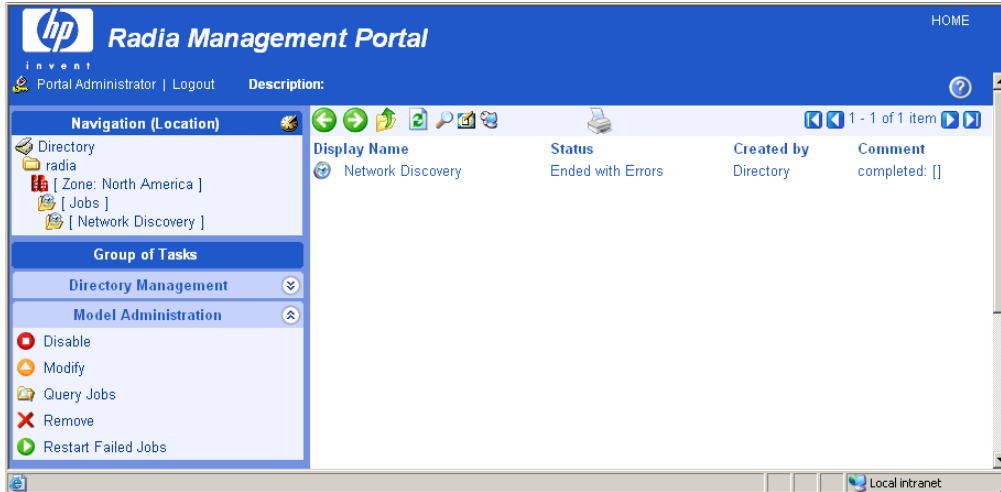 HOME
hp
Radia Management Portal
invent
Portal Administrator | Logout Description:
?
Navigation (Location)
1 - 1 of 1 item
Directory
radia
[ Zone: North America ]
[ Jobs ]
[ Network Discovery ]
Display Name Status Created by Comment
Network Discovery Ended with Errors Directory completed: []
Group of Tasks
Directory Management
Model Administration
Disable
Modify
Query Jobs
Remove
Restart Failed Jobs
Local intranet